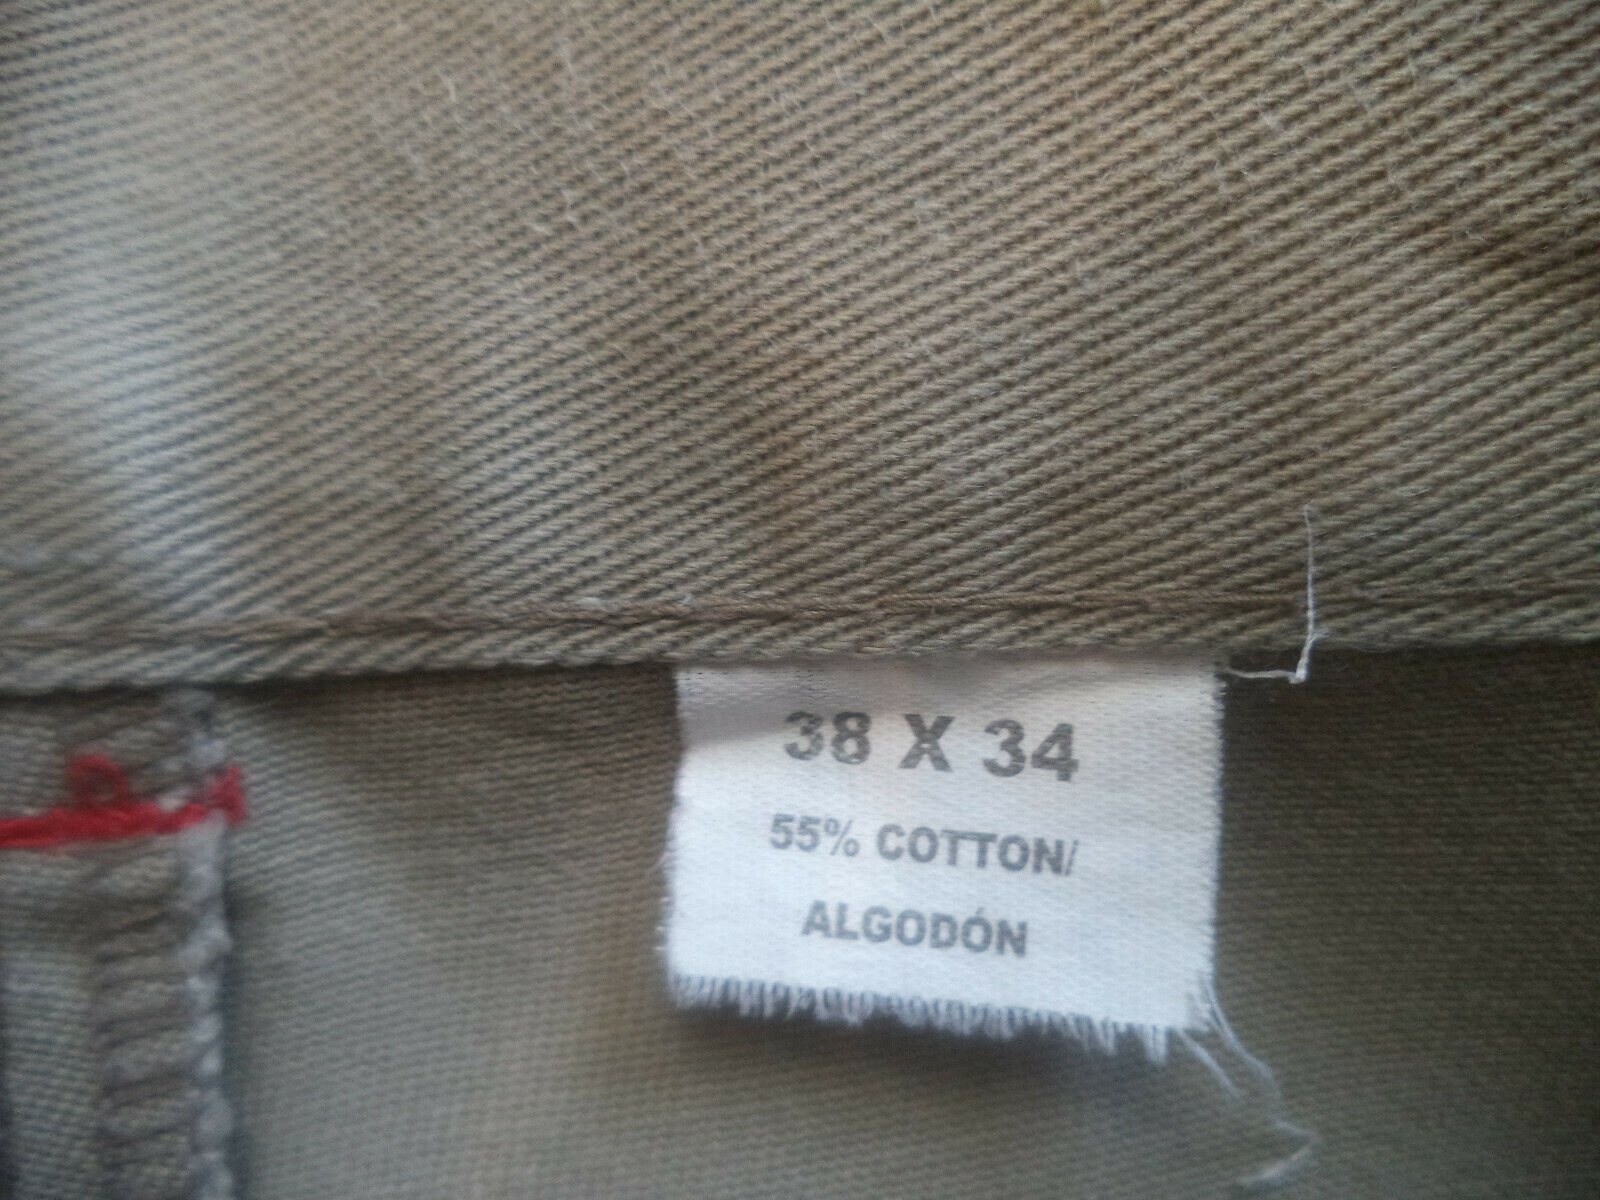 38 X 34
55% COTTON/
ALGODÓN